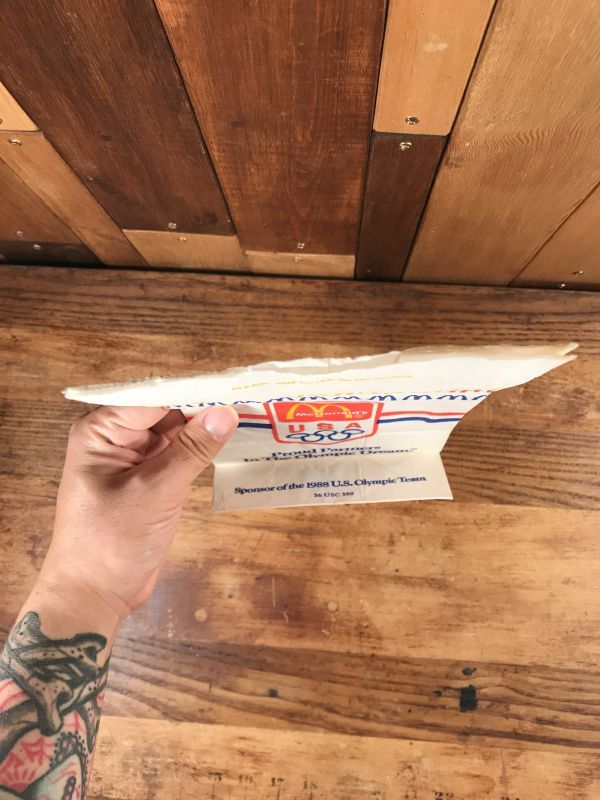 McDonald's
USA
Proud Partners
In The Olympic Dream
Sponsor of the 1988 U.S. Olympic Team
36 USC 380